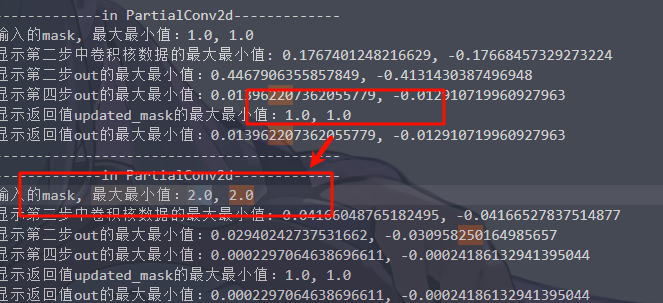 -------------in PartialConv2d-------------
输入的mask, 最大最小值: 1.0, 1.0
显示第二步中卷积核数据的最大最小值: 0.1767401248216629, -0.17668457329273224
显示第二步out的最大最小值: 0.4467906355857849, -0.4131430387496948
显示第四步out的最大最小值: 0.013962207362055779, -0.012910719960927963
显示返回值updated_mask的最大最小值: 1.0, 1.0
显示返回值out的最大最小值: 0.013962207362055779, -0.012910719960927963
------------------------------------------
-------------in PartialConv2d-------------
输入的mask, 最大最小值: 2.0, 2.0
显示第二步中卷积核数据的最大最小值: 0.04166048765182495, -0.04166527837514877
显示第二步out的最大最小值: 0.02940242737531662, -0.030958250164985657
显示第四步out的最大最小值: 0.0002297064638696611, -0.00024186132941395044
显示返回值updated_mask的最大最小值: 1.0, 1.0
显示返回值out的最大最小值: 0.0002297064638696611, -0.00024186132941395044